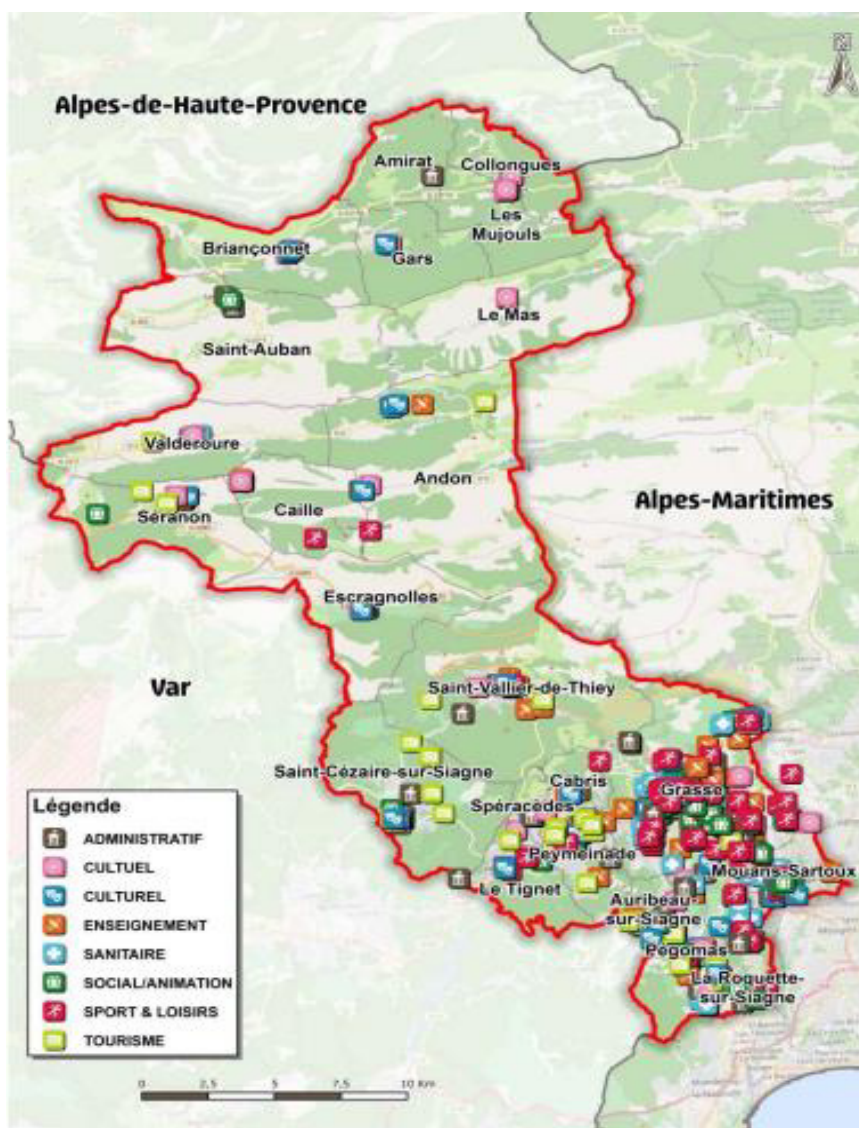 Alpes-de-Haute-Provence
Amirat
Collongues
Les
Mujouls
Briançonnet
Gars
Le Mas
Saint-Auban
Valderoure
Andon
Alpes-Maritimes
Caille
Séranon
Escragnolles
Var
Saint-Vallier-de-Thiey
Saint-Cézaire-sur-Siagne
Cabris
Grasse
Spéracèdes
Peymeinade
Mouans-Sartoux
Le Tignet
Auribeau-
sur-Siagne
Pégomas
La Roquette-
sur-Siagne
Légende
ADMINISTRATIF
CULTUEL
CULTUREL
ENSEIGNEMENT
SANITAIRE
SOCIAL/ANIMATION
SPORT & LOISIRS
TOURISME
0 2,5 5 7,5 10 Km